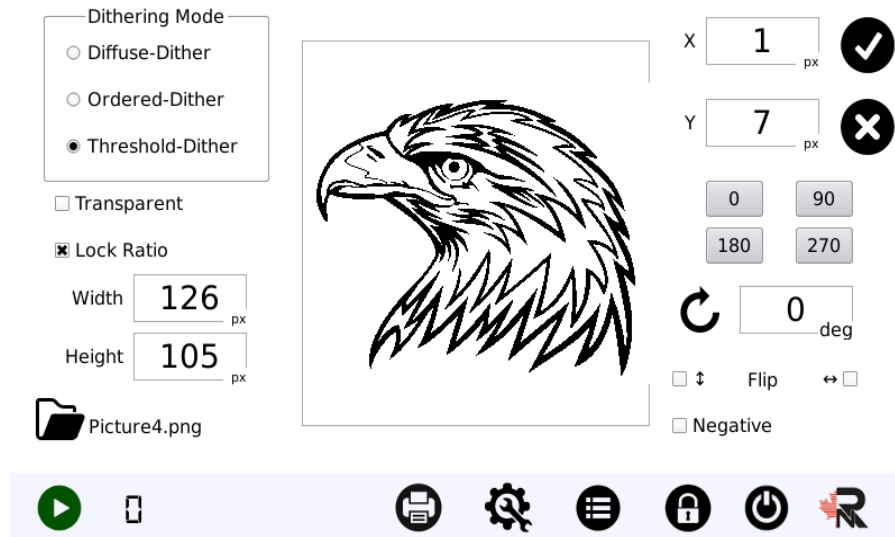 Dithering Mode
Diffuse-Dither
Ordered-Dither
Threshold-Dither
Transparent
Lock Ratio
Width 126 px
Height 105 px
Picture4.png
X 1 px
Y 7 px
0 90
180 270
0 deg
↕ Flip ↔
Negative
0